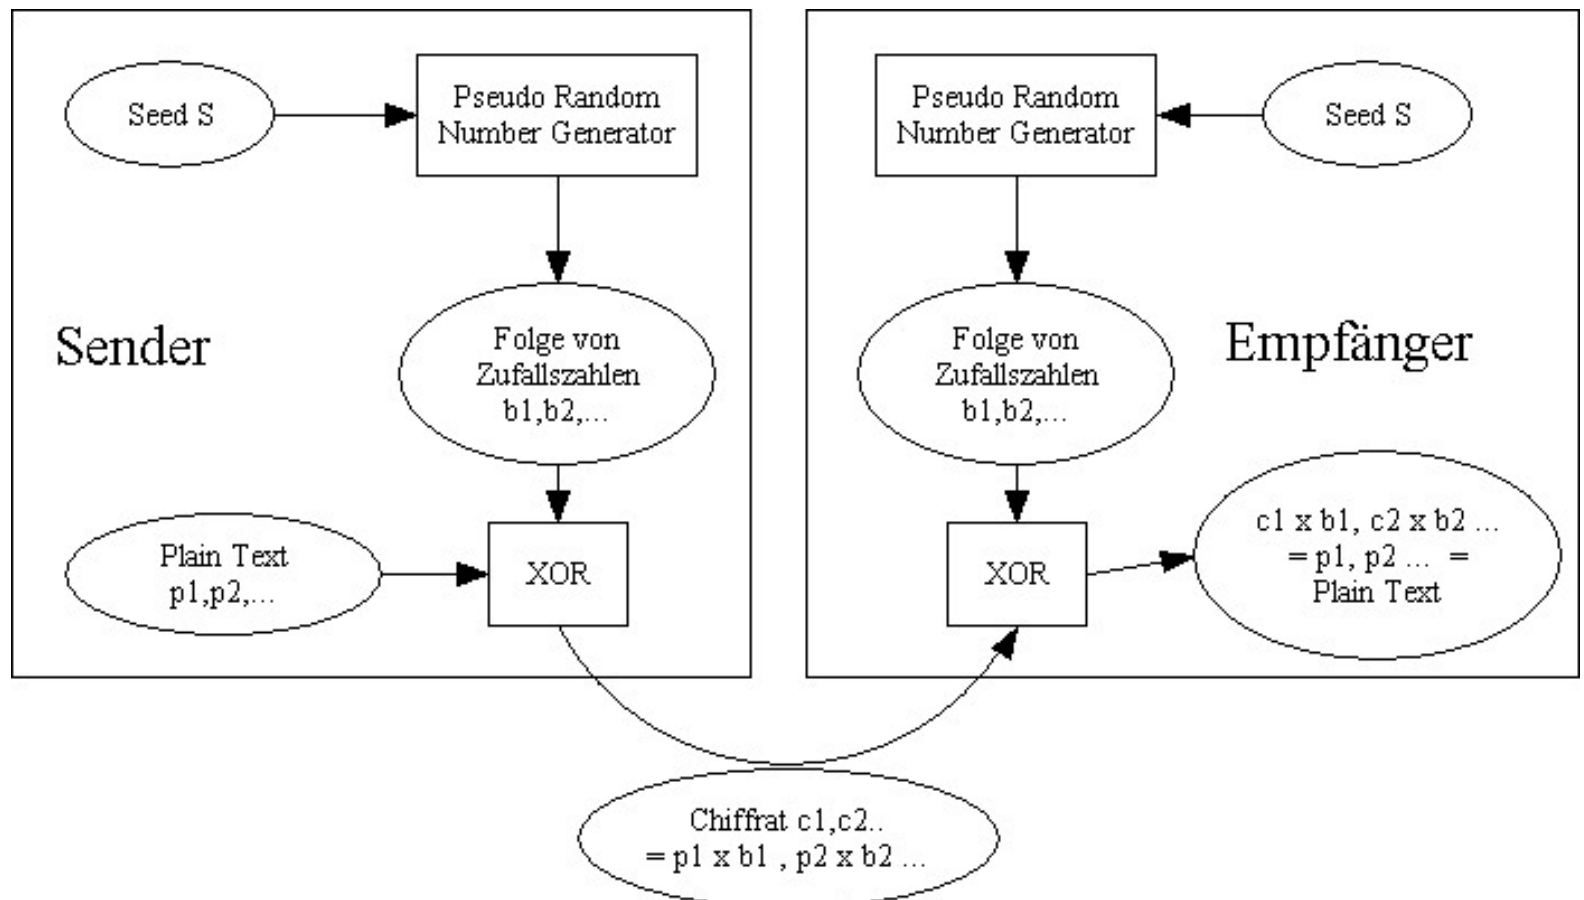 Seed S
Pseudo Random
Number Generator
Sender
Folge von
Zufallszahlen
b1,b2,...
Plain Text
p1,p2,...
XOR
Pseudo Random
Number Generator
Seed S
Folge von
Zufallszahlen
b1,b2,...
Empfänger
XOR
c1 x b1, c2 x b2 ...
= p1, p2 ... =
Plain Text
Chiffrat c1,c2..
= p1 x b1 , p2 x b2 ...